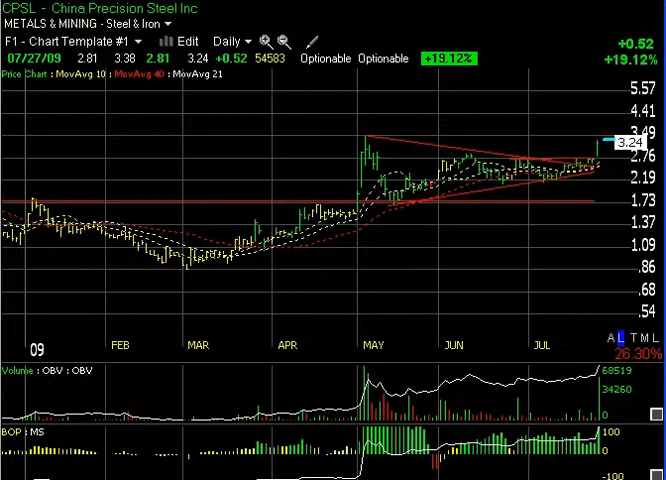 CPSL - China Precision Steel Inc
METALS & MINING - Steel & Iron
F1 - Chart Template #1 Edit Daily
+0.52
07/27/09 2.81 3.38 2.81 3.24 +0.52 54583 Optionable Optionable +19.12%
+19.12%
Price Chart : MovAvg 10 : MovAvg 40 : MovAvg 21
5.57
4.41
3.49
3.24
2.76
2.19
1.73
1.37
1.09
.86
.68
.54
A L T M L
09 FEB MAR APR MAY JUN JUL
26.30%
Volume : OBV : OBV
68519
34260
BOP : MS
100
0
-100